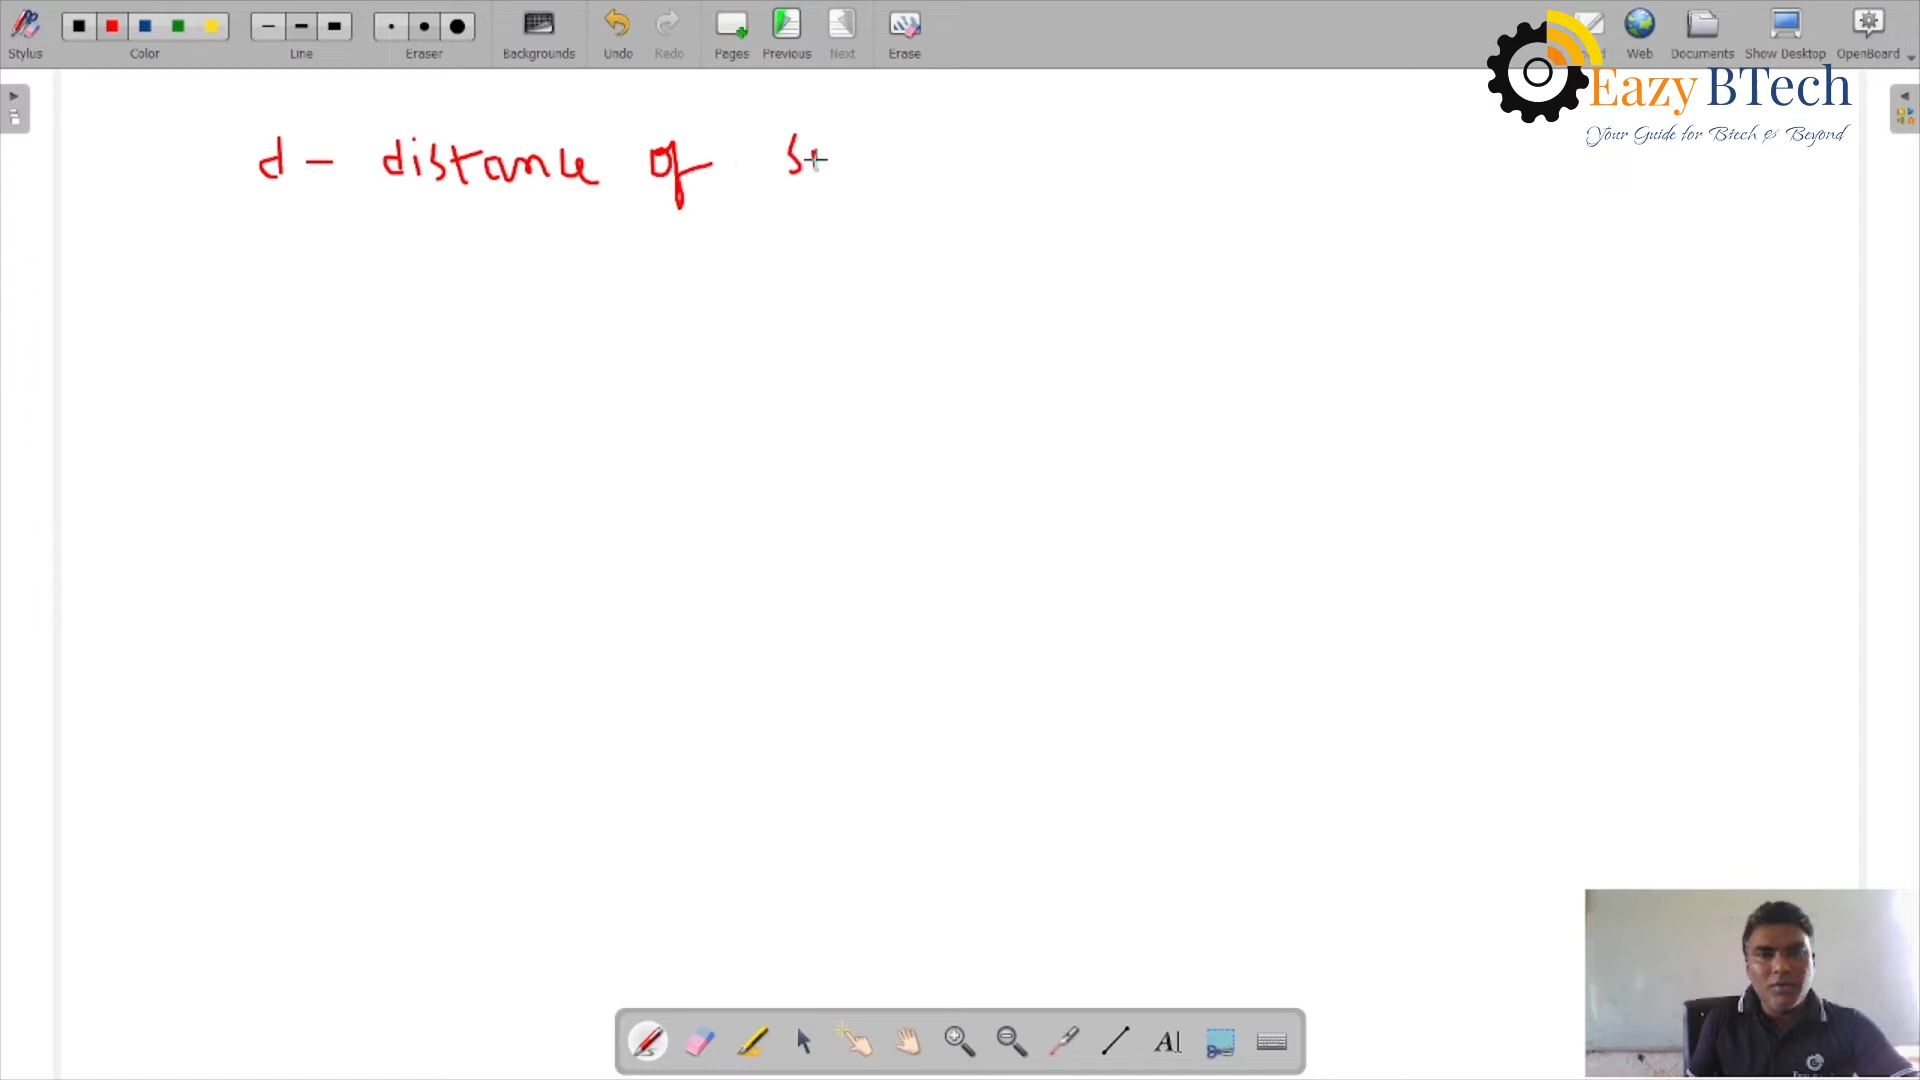 Stylus
Color
Line
Eraser
Backgrounds
Undo
Redo
Pages
Previous
Next
Erase
Web
Documents
Show Desktop
OpenBoard
Eazy BTech
Your Guide for Btech & Beyond
d - distance of